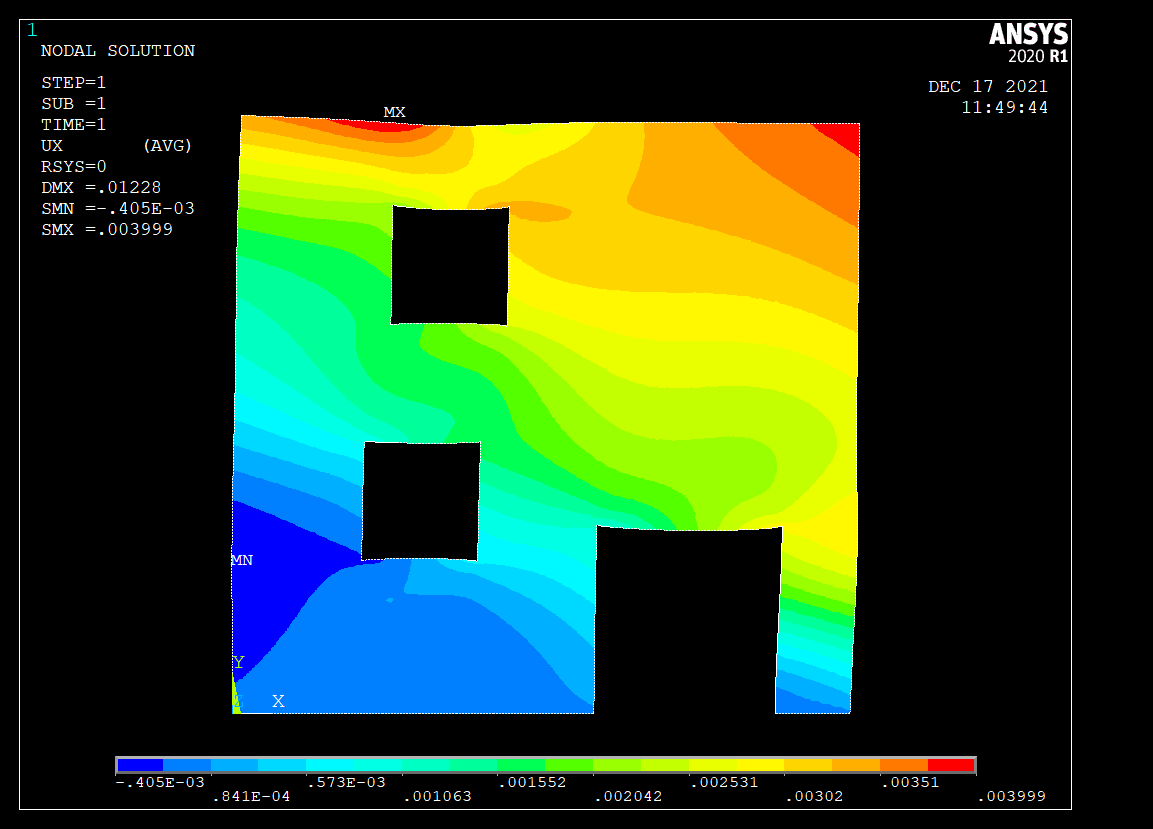 1
ANSYS
2020 R1
NODAL SOLUTION
STEP=1
SUB =1
TIME=1
UX (AVG)
RSYS=0
DMX =.01228
SMN =-.405E-03
SMX =.003999
DEC 17 2021
11:49:44
MX
MN
Y
Z X
-.405E-03 .573E-03 .001552 .002531 .00351
.841E-04 .001063 .002042 .00302 .003999